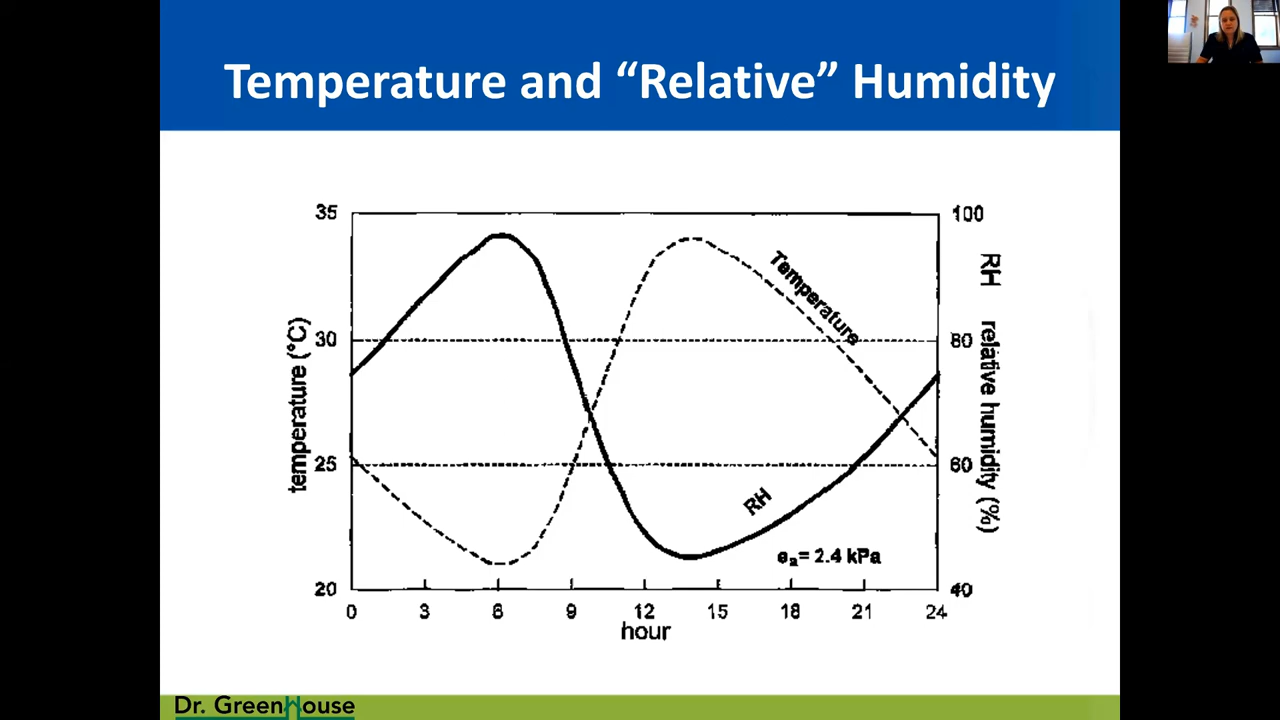 Temperature and “Relative” Humidity
35
30
25
20
temperature (°C)
100
80
60
40
RH relative humidity (%)
Temperature
RH
eₐ= 2.4 kPa
0 3 6 9 12 15 18 21 24
hour
Dr. GreenHouse